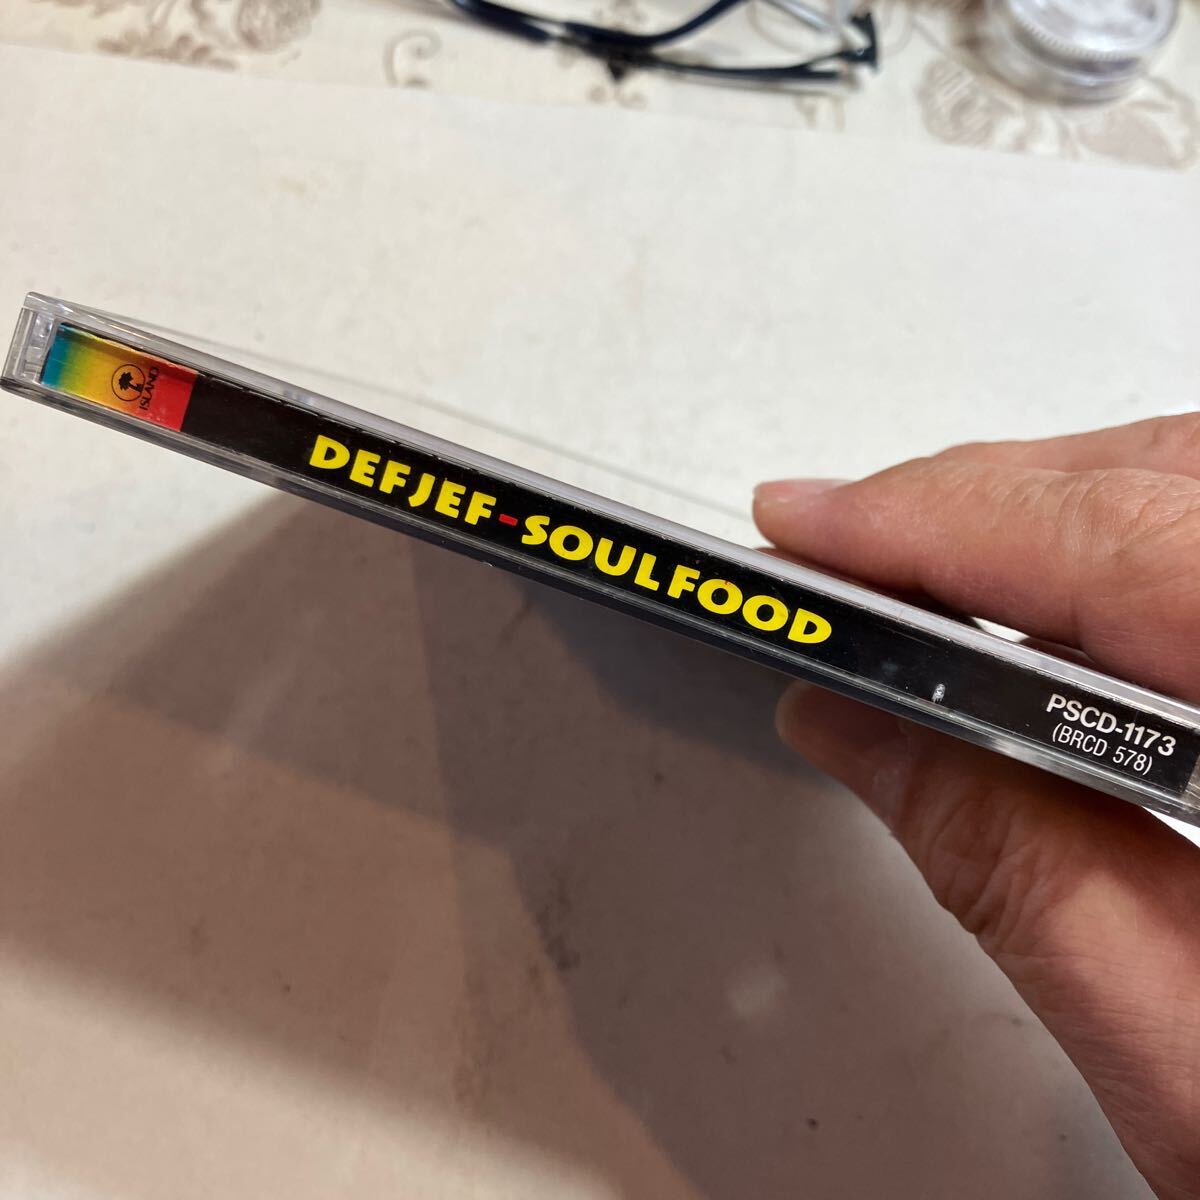 ISLAND
DEF JEF - SOUL FOOD
PSCD-1173
(BRCD 578)